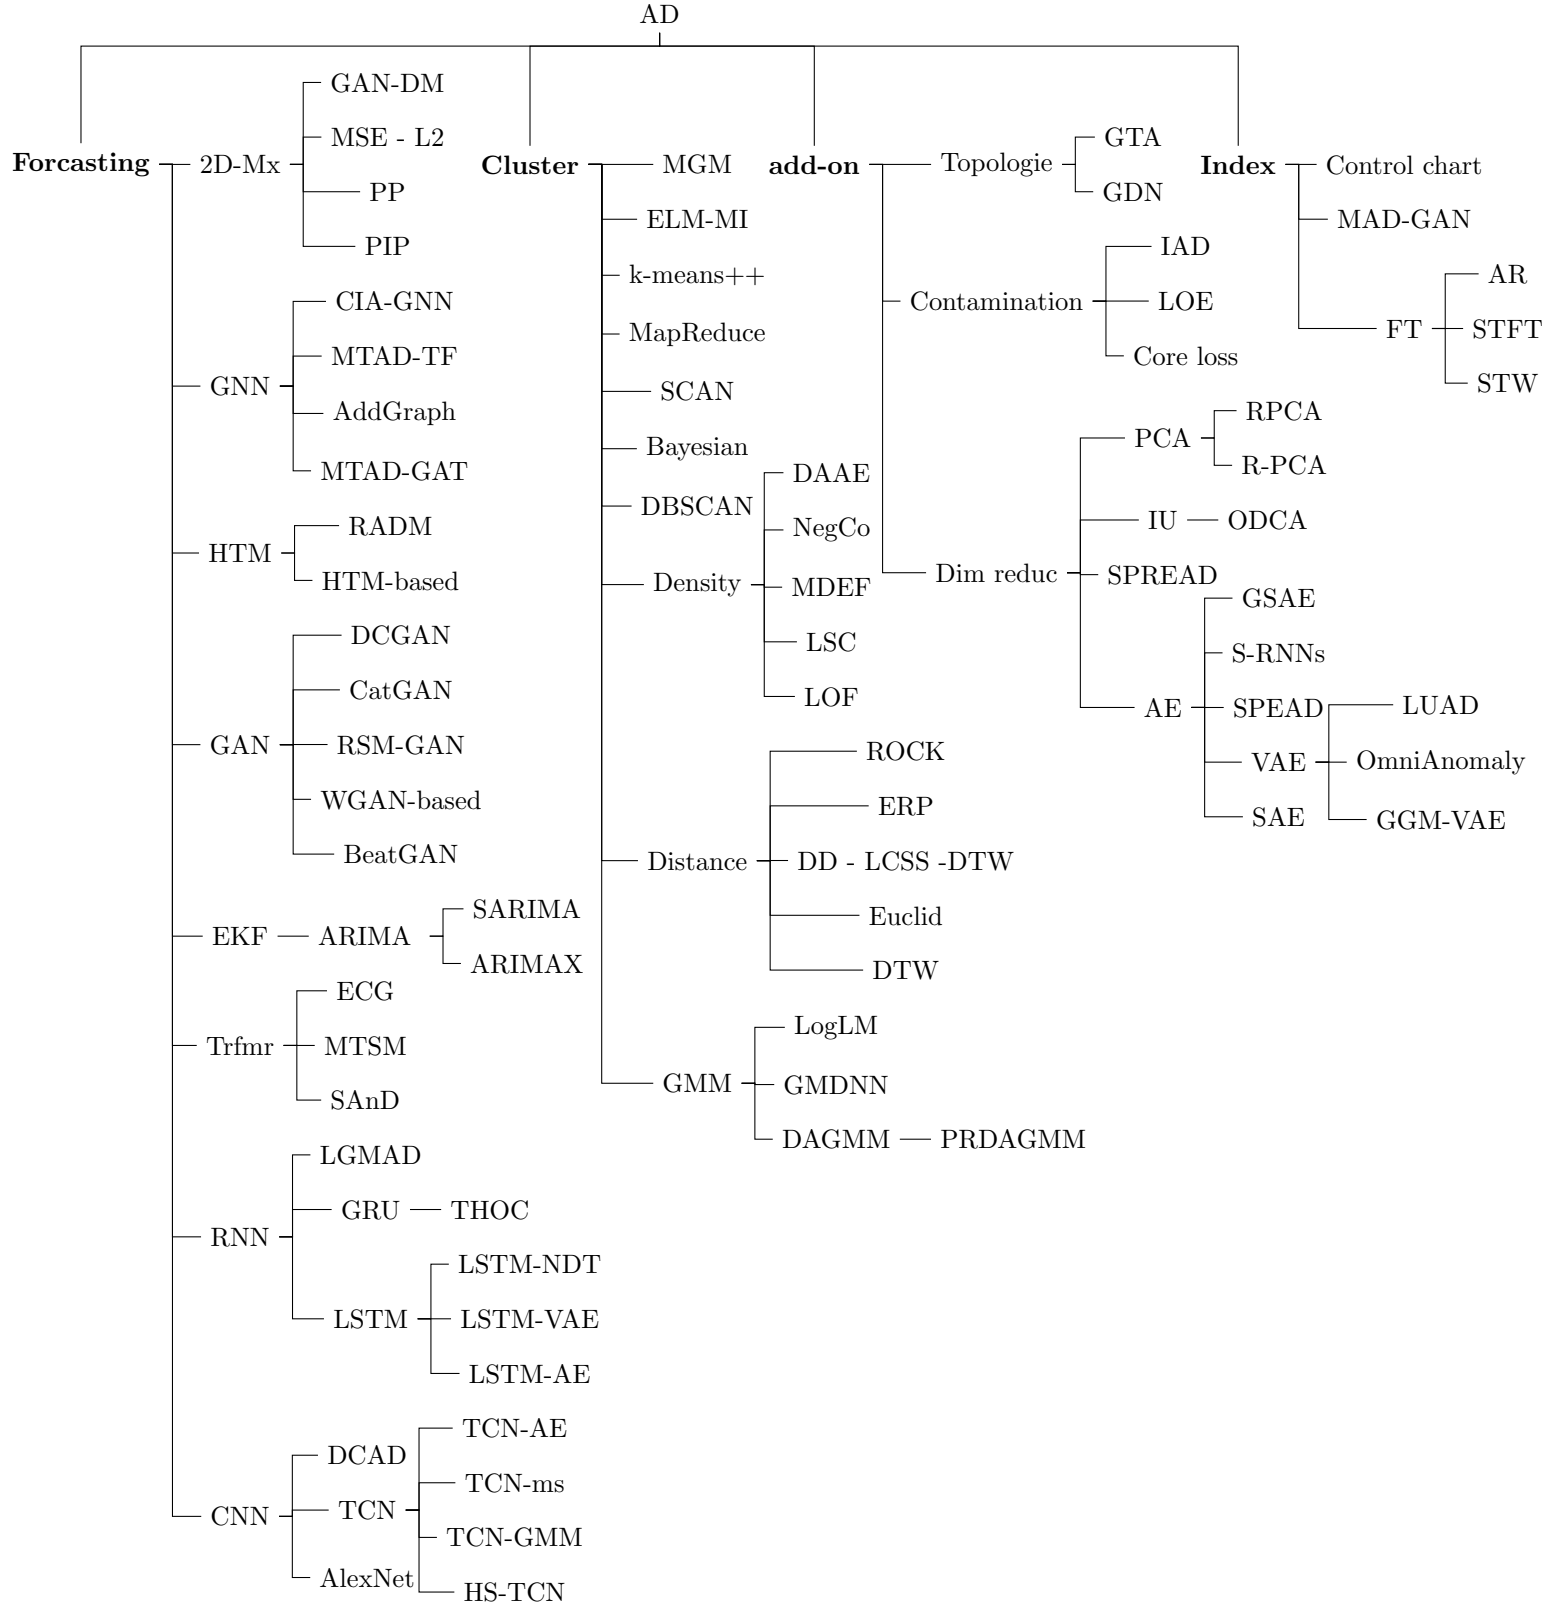 AD
Forcasting
2D-Mx
GAN-DM
MSE - L2
PP
PIP
GNN
CIA-GNN
MTAD-TF
AddGraph
MTAD-GAT
HTM
RADM
HTM-based
GAN
DCGAN
CatGAN
RSM-GAN
WGAN-based
BeatGAN
EKF
ARIMA
SARIMA
ARIMAX
Trfmr
ECG
MTSM
SAnD
RNN
LGMAD
GRU
THOC
LSTM
LSTM-NDT
LSTM-VAE
LSTM-AE
CNN
DCAD
TCN
TCN-AE
TCN-ms
TCN-GMM
HS-TCN
AlexNet
Cluster
MGM
ELM-MI
k-means++
MapReduce
SCAN
Bayesian
DBSCAN
Density
DAAE
NegCo
MDEF
LSC
LOF
Distance
ROCK
ERP
DD - LCSS -DTW
Euclid
DTW
GMM
LogLM
GMDNN
DAGMM
PRDAGMM
add-on
Topologie
GTA
GDN
Contamination
IAD
LOE
Core loss
Dim reduc
PCA
RPCA
R-PCA
IU
ODCA
SPREAD
AE
GSAE
S-RNNs
SPEAD
VAE
LUAD
OmniAnomaly
GGM-VAE
SAE
Index
Control chart
MAD-GAN
FT
AR
STFT
STW